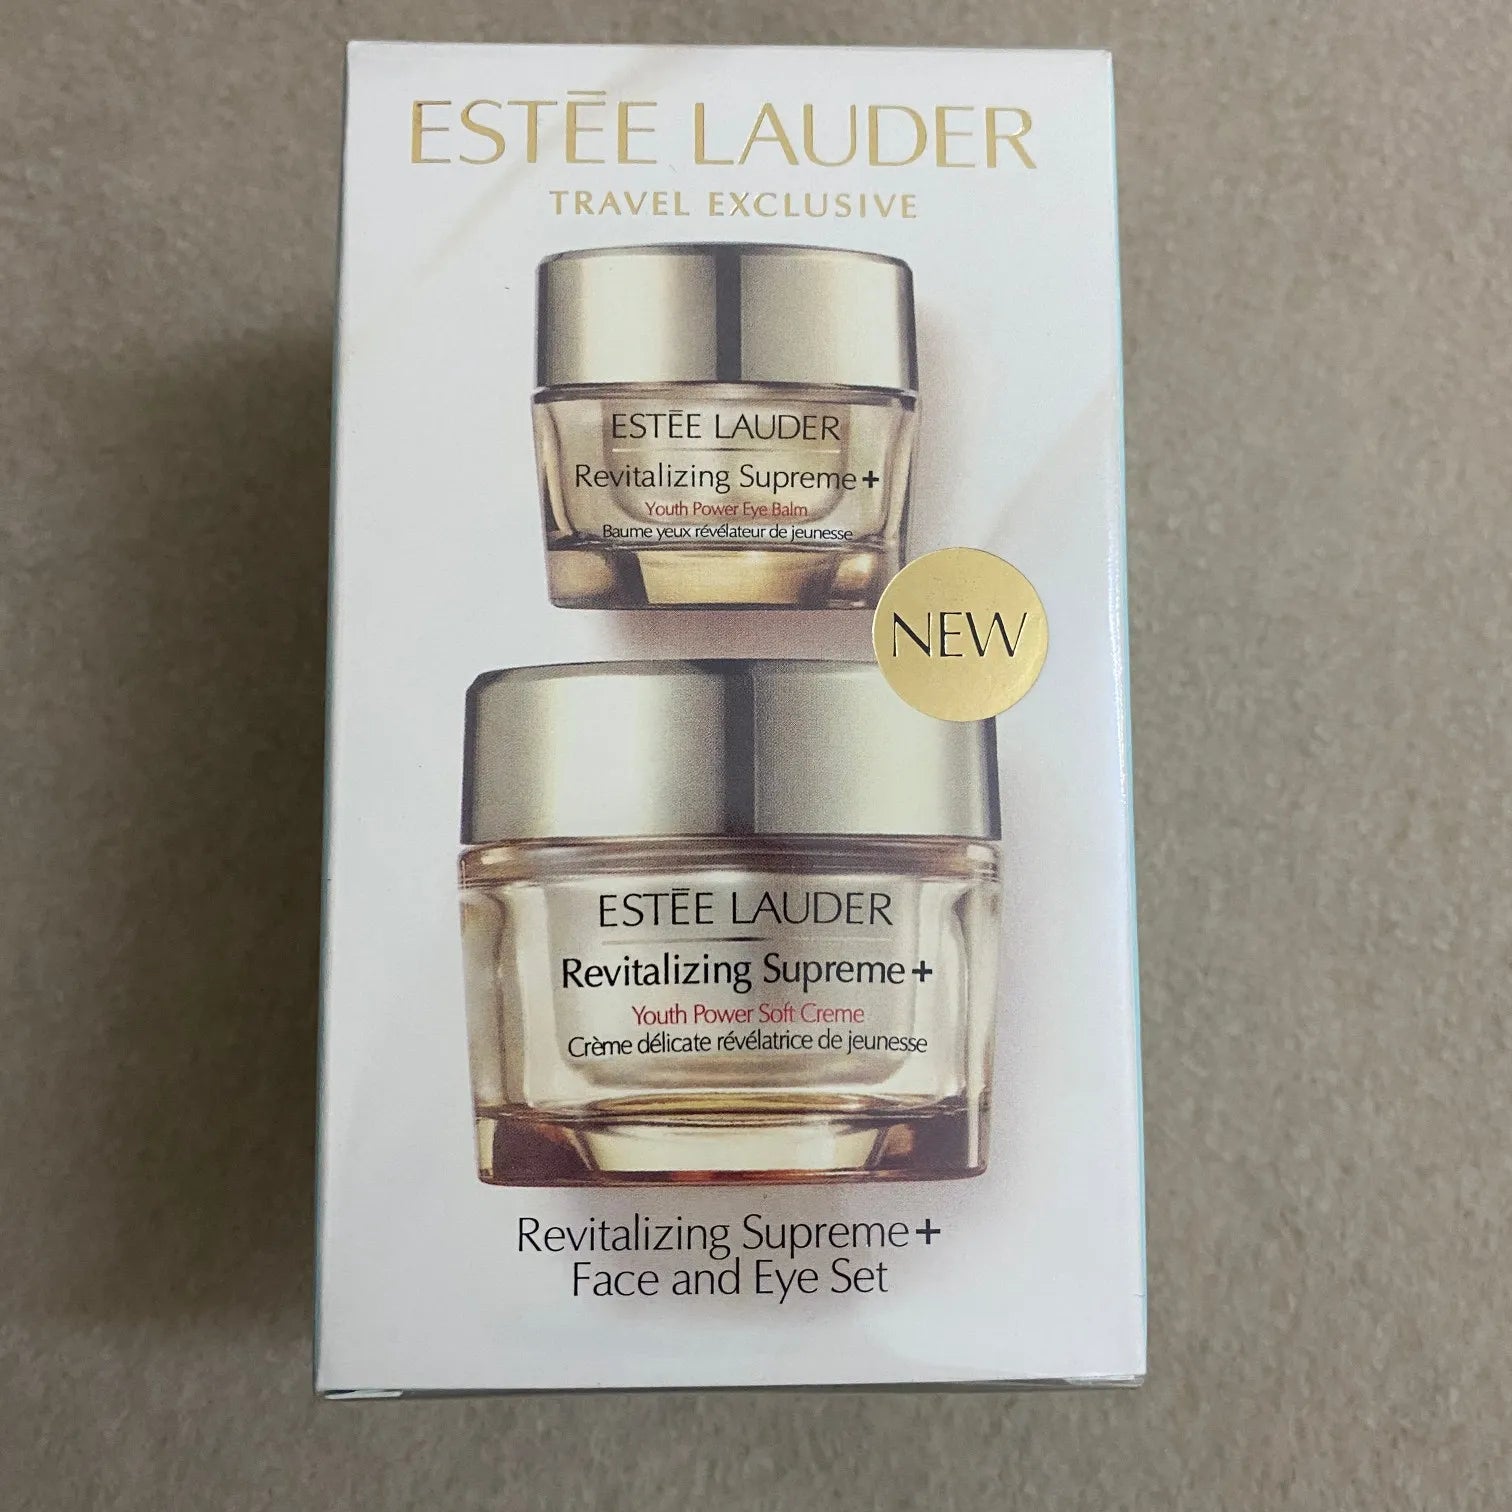 ESTĒE LAUDER
TRAVEL EXCLUSIVE
ESTĒE LAUDER
Revitalizing Supreme+
Youth Power Eye Balm
Baume yeux révélateur de jeunesse
NEW
ESTĒE LAUDER
Revitalizing Supreme+
Youth Power Soft Creme
Crème délicate révélatrice de jeunesse
Revitalizing Supreme+
Face and Eye Set